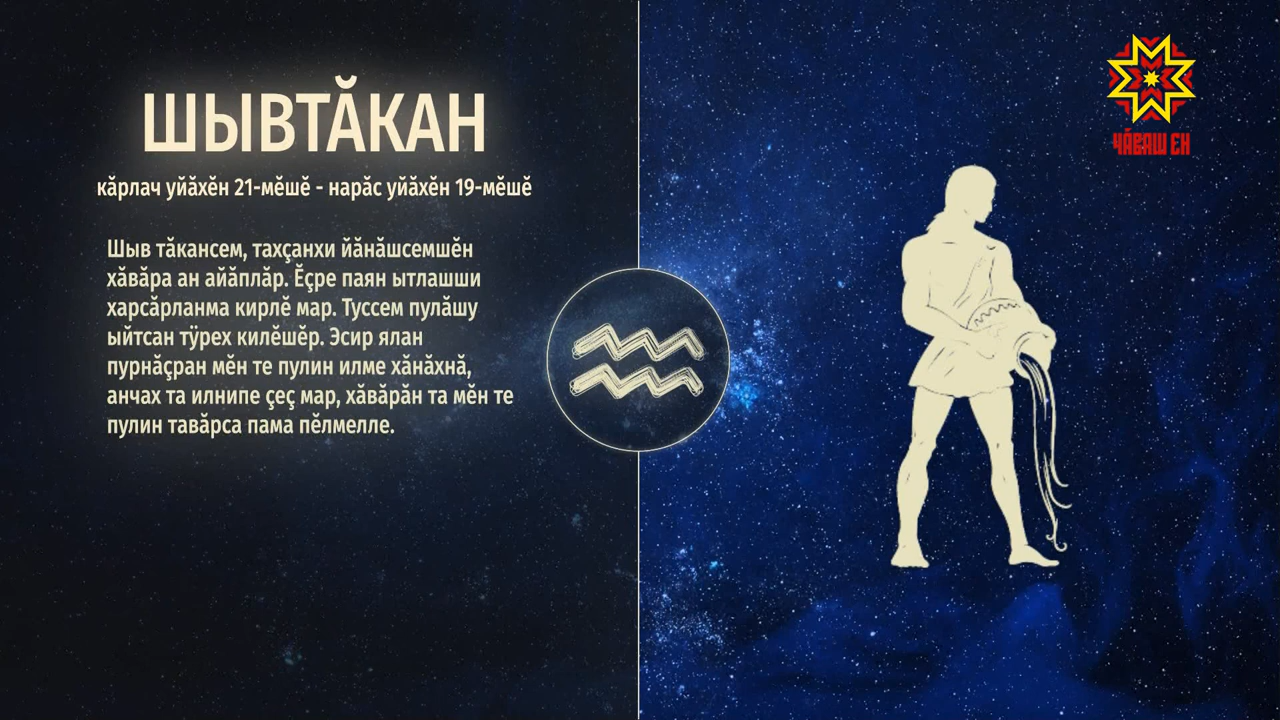 ШЫВТĂКАН
кăрлач уйăхĕн 21-мĕшĕ - нарăс уйăхĕн 19-мĕшĕ
Шыв тăкансем, тахçанхи йăнăшсемшĕн
хăвăра ан айăплăр. Ĕçре паян ытлашши
харсăрланма кирлĕ мар. Туссем пулăшу
ыйтсан тÿрех килĕшĕр. Эсир ялан
пурнăçран мĕн те пулин илме хăнăхнă,
анчах та илнипе çеç мар, хăвăрăн та мĕн те
пулин тавăрса пама пĕлмелле.
ЧĂВАШ ЕН